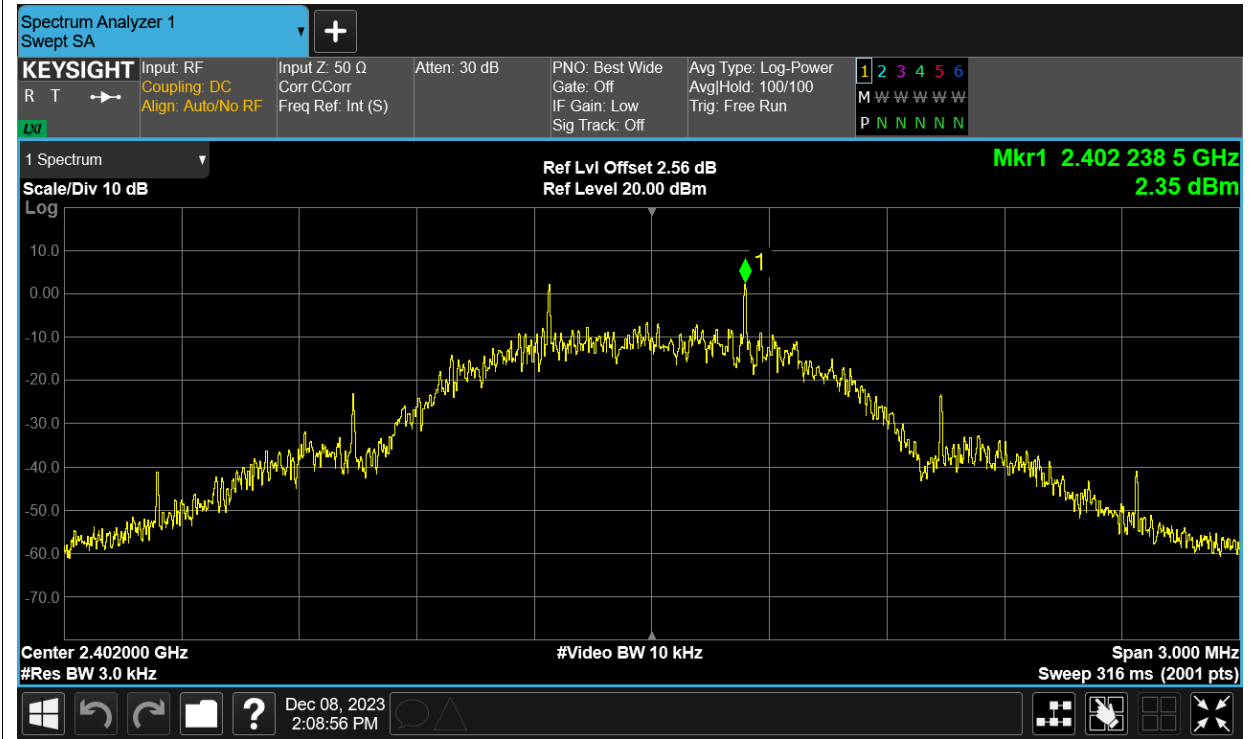 Spectrum Analyzer 1
Swept SA
KEYSIGHT
R T
LXI
Input: RF
Coupling: DC
Align: Auto/No RF
Input Z: 50 Ω
Corr CCorr
Freq Ref: Int (S)
Atten: 30 dB
PNO: Best Wide
Gate: Off
IF Gain: Low
Sig Track: Off
Avg Type: Log-Power
Avg|Hold: 100/100
Trig: Free Run
1 2 3 4 5 6
M W W W W W
P N N N N N N
1 Spectrum
Scale/Div 10 dB
Log
Ref Lvl Offset 2.56 dB
Ref Level 20.00 dBm
Mkr1 2.402 238 5 GHz
2.35 dBm
1
10.0
0.00
-10.0
-20.0
-30.0
-40.0
-50.0
-60.0
-70.0
Center 2.402000 GHz
#Video BW 10 kHz
Span 3.000 MHz
#Res BW 3.0 kHz
Sweep 316 ms (2001 pts)
?
Dec 08, 2023
2:08:56 PM